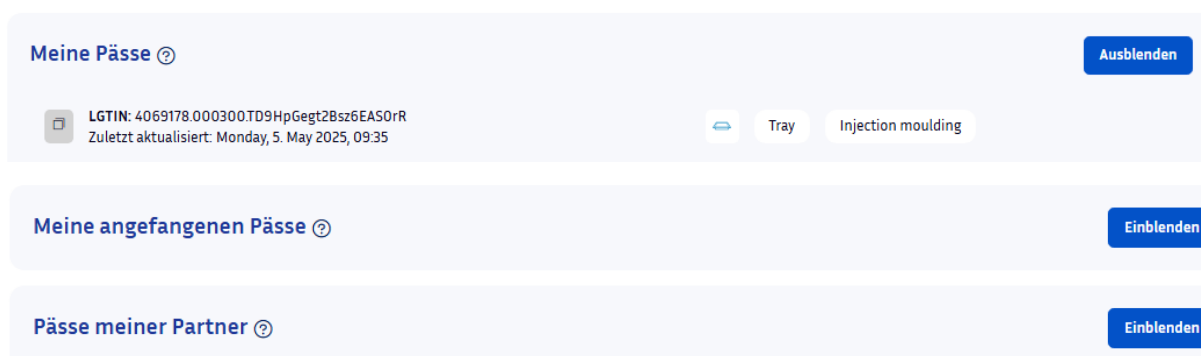 Meine Pässe ?
Ausblenden
LGTIN: 4069178.000300.TD9HpGegt2Bsz6EAS0rR
Zuletzt aktualisiert: Monday, 5. May 2025, 09:35
Tray
Injection moulding
Meine angefangenen Pässe ?
Einblenden
Pässe meiner Partner ?
Einblenden